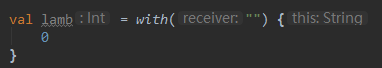 val lamb : Int = with( receiver: "") { this: String
0
}